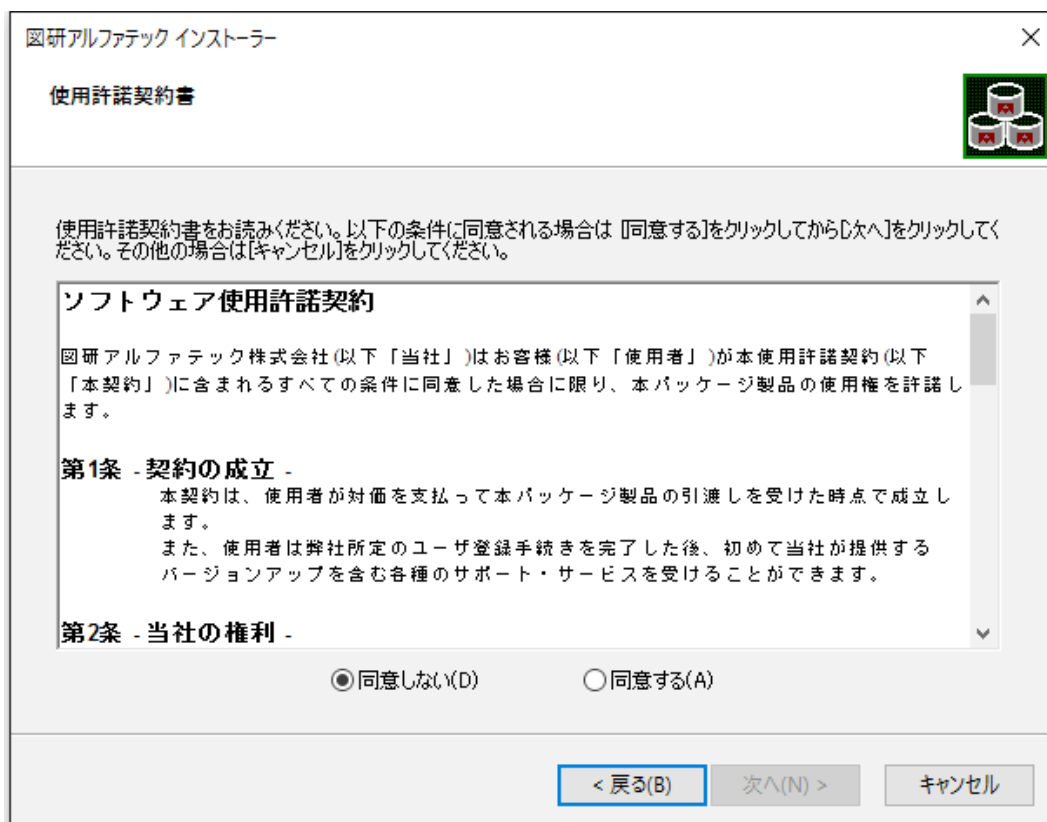 図研アルファテック インストーラー
使用許諾契約書
使用許諾契約書をお読みください。以下の条件に同意される場合は [同意する]をクリックしてから[次へ]をクリックしてく
ださい。その他の場合は[キャンセル]をクリックしてください。
ソフトウェア使用許諾契約
図研アルファテック株式会社(以下「当社」)はお客様(以下「使用者」)が本使用許諾契約(以下
「本契約」)に含まれるすべての条件に同意した場合に限り、本パッケージ製品の使用権を許諾し
ます。
第1条 - 契約の成立 -
本契約は、使用者が対価を支払って本パッケージ製品の引渡しを受けた時点で成立し
ます。
また、使用者は弊社所定のユーザ登録手続きを完了した後、初めて当社が提供する
バージョンアップを含む各種のサポート・サービスを受けることができます。
第2条 - 当社の権利 -
同意しない(D) 同意する(A)
< 戻る(B) 次へ(N) > キャンセル